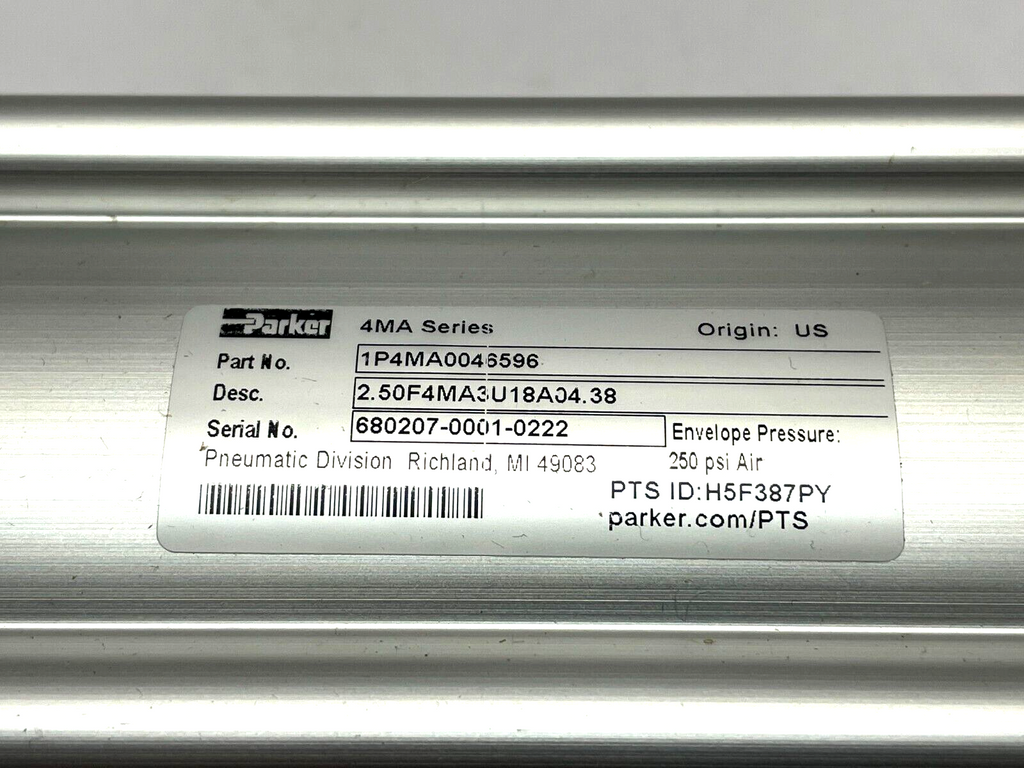 Parker 4MA Series Origin: US
Part No. 1P4MA0046596
Desc. 2.50F4MA3U18A04.38
Serial No. 680207-0001-0222 Envelope Pressure:
Pneumatic Division Richland, MI 49083 250 psi Air
PTS ID:H5F387PY
parker.com/PTS